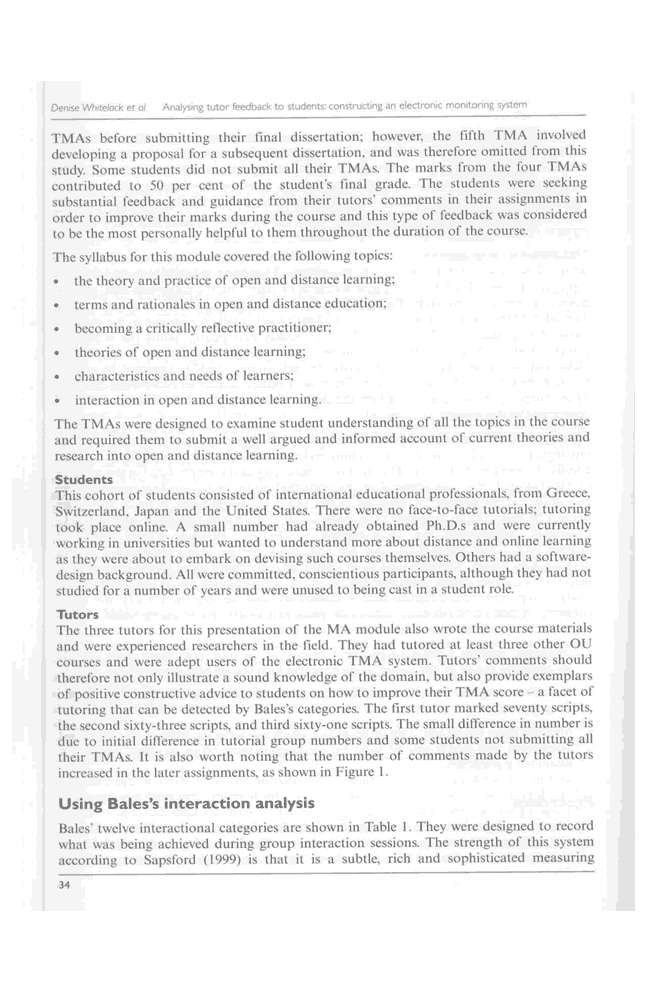 Denise Whitelock et al Analysing tutor feedback to students: constructing an electronic monitoring system
TMAs before submitting their final dissertation; however, the fifth TMA involved
developing a proposal for a subsequent dissertation, and was therefore omitted from this
study. Some students did not submit all their TMAs. The marks from the four TMAs
contributed to 50 per cent of the student's final grade. The students were seeking
substantial feedback and guidance from their tutors' comments in their assignments in
order to improve their marks during the course and this type of feedback was considered
to be the most personally helpful to them throughout the duration of the course.
The syllabus for this module covered the following topics:
• the theory and practice of open and distance learning;
• terms and rationales in open and distance education;
• becoming a critically reflective practitioner;
• theories of open and distance learning;
• characteristics and needs of learners;
• interaction in open and distance learning.
The TMAs were designed to examine student understanding of all the topics in the course
and required them to submit a well argued and informed account of current theories and
research into open and distance learning.
Students
This cohort of students consisted of international educational professionals, from Greece,
Switzerland, Japan and the United States. There were no face-to-face tutorials; tutoring
took place online. A small number had already obtained Ph.D.s and were currently
working in universities but wanted to understand more about distance and online learning
as they were about to embark on devising such courses themselves. Others had a software-
design background. All were committed, conscientious participants, although they had not
studied for a number of years and were unused to being cast in a student role.
Tutors
The three tutors for this presentation of the MA module also wrote the course materials
and were experienced researchers in the field. They had tutored at least three other OU
courses and were adept users of the electronic TMA system. Tutors' comments should
therefore not only illustrate a sound knowledge of the domain, but also provide exemplars
of positive constructive advice to students on how to improve their TMA score – a facet of
tutoring that can be detected by Bales's categories. The first tutor marked seventy scripts,
the second sixty-three scripts, and third sixty-one scripts. The small difference in number is
due to initial difference in tutorial group numbers and some students not submitting all
their TMAs. It is also worth noting that the number of comments made by the tutors
increased in the later assignments, as shown in Figure 1.
Using Bales's interaction analysis
Bales' twelve interactional categories are shown in Table 1. They were designed to record
what was being achieved during group interaction sessions. The strength of this system
according to Sapsford (1999) is that it is a subtle, rich and sophisticated measuring
34